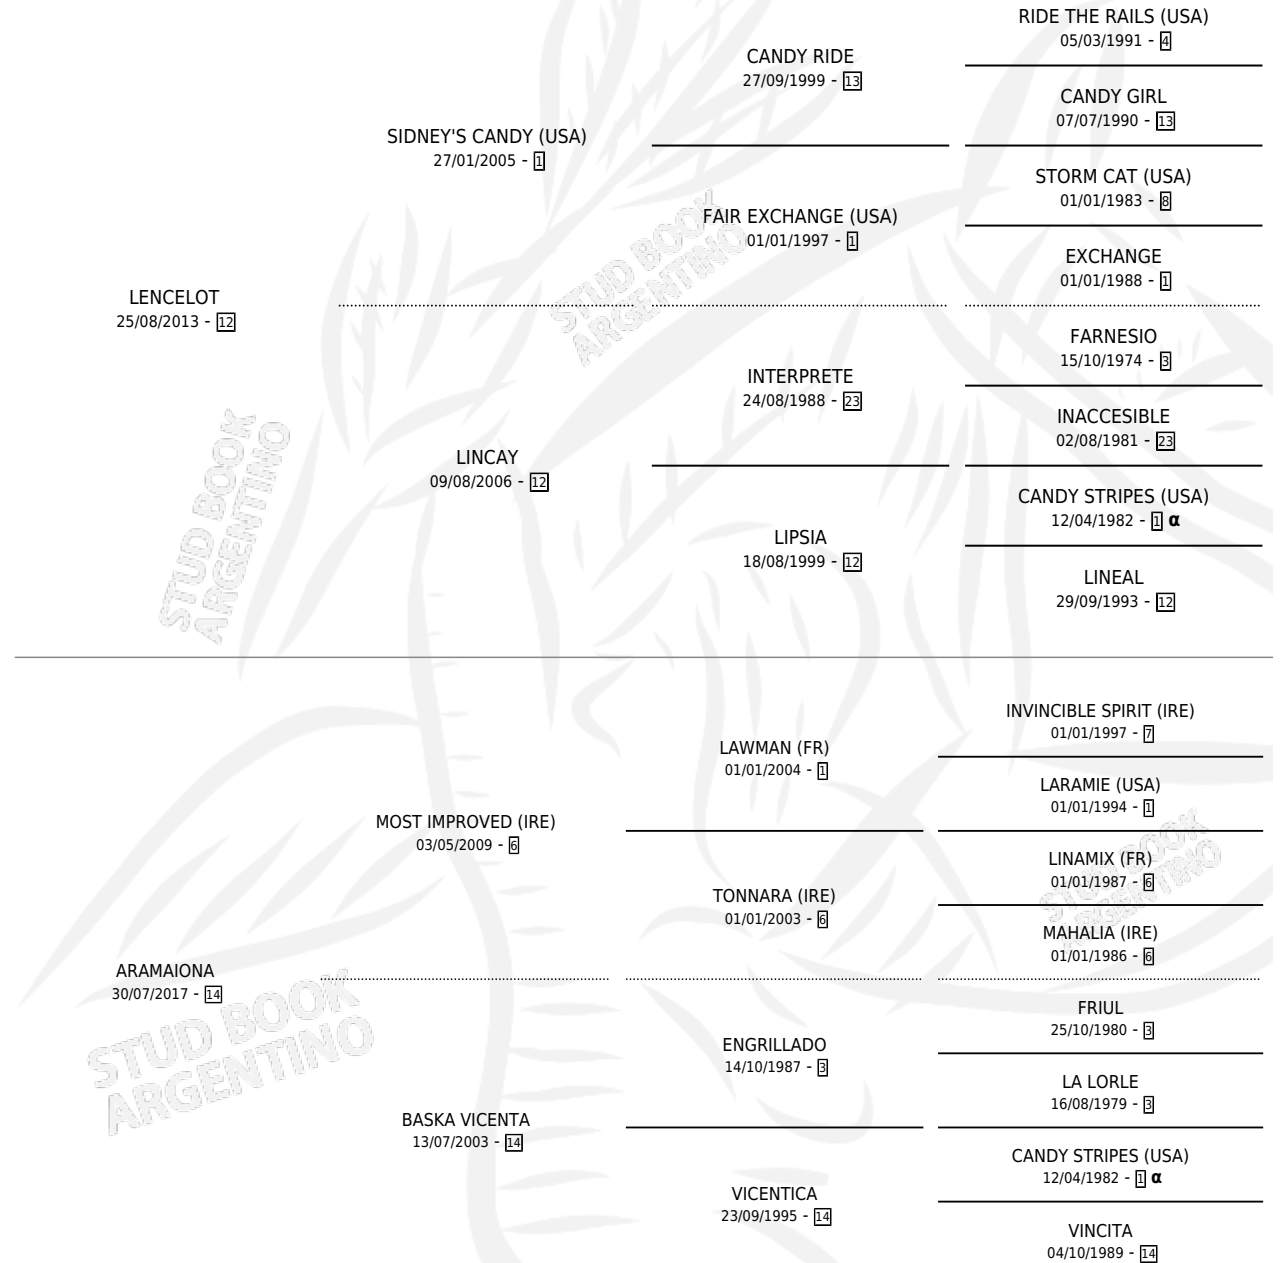 RIDE THE RAILS (USA)
05/03/1991 - 4
CANDY RIDE
27/09/1999 - 13
CANDY GIRL
07/07/1990 - 13
SIDNEY'S CANDY (USA)
27/01/2005 - 1
STORM CAT (USA)
01/01/1983 - 8
FAIR EXCHANGE (USA)
01/01/1997 - 1
EXCHANGE
01/01/1988 - 1
LENCELOT
25/08/2013 - 12
FARNESIO
15/10/1974 - 3
INTERPRETE
24/08/1988 - 23
INACCESIBLE
02/08/1981 - 23
LINCAY
09/08/2006 - 12
CANDY STRIPES (USA)
12/04/1982 - 1 α
LIPSIA
18/08/1999 - 12
LINEAL
29/09/1993 - 12
INVINCIBLE SPIRIT (IRE)
01/01/1997 - 7
LAWMAN (FR)
01/01/2004 - 1
LARAMIE (USA)
01/01/1994 - 1
MOST IMPROVED (IRE)
03/05/2009 - 6
LINAMIX (FR)
01/01/1987 - 6
TONNARA (IRE)
01/01/2003 - 6
MAHALIA (IRE)
01/01/1986 - 6
ARAMAIONA
30/07/2017 - 14
FRIUL
25/10/1980 - 3
ENGRILLADO
14/10/1987 - 3
LA LORLE
16/08/1979 - 3
BASKA VICENTA
13/07/2003 - 14
CANDY STRIPES (USA)
12/04/1982 - 1 α
VICENTICA
23/09/1995 - 14
VINCITA
04/10/1989 - 14
STUD BOOK
ARGENTINO
STUD BOOK
ARGENTINO
STUD BOOK
ARGENTINO
STUD BOOK
ARGENTINO